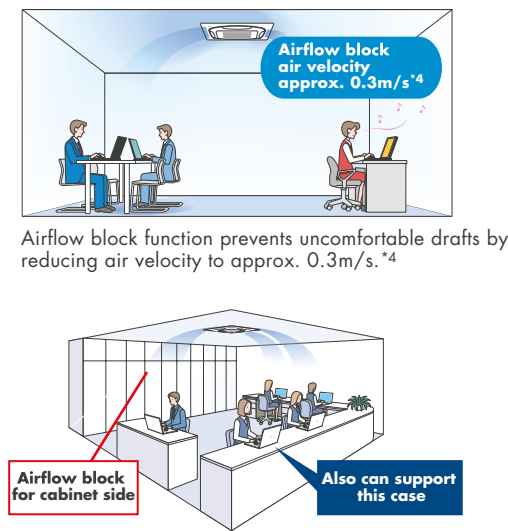 Airflow block
air velocity
approx. 0.3m/s*4
Airflow block function prevents uncomfortable drafts by
reducing air velocity to approx. 0.3m/s.*4
Airflow block
for cabinet side
Also can support
this case